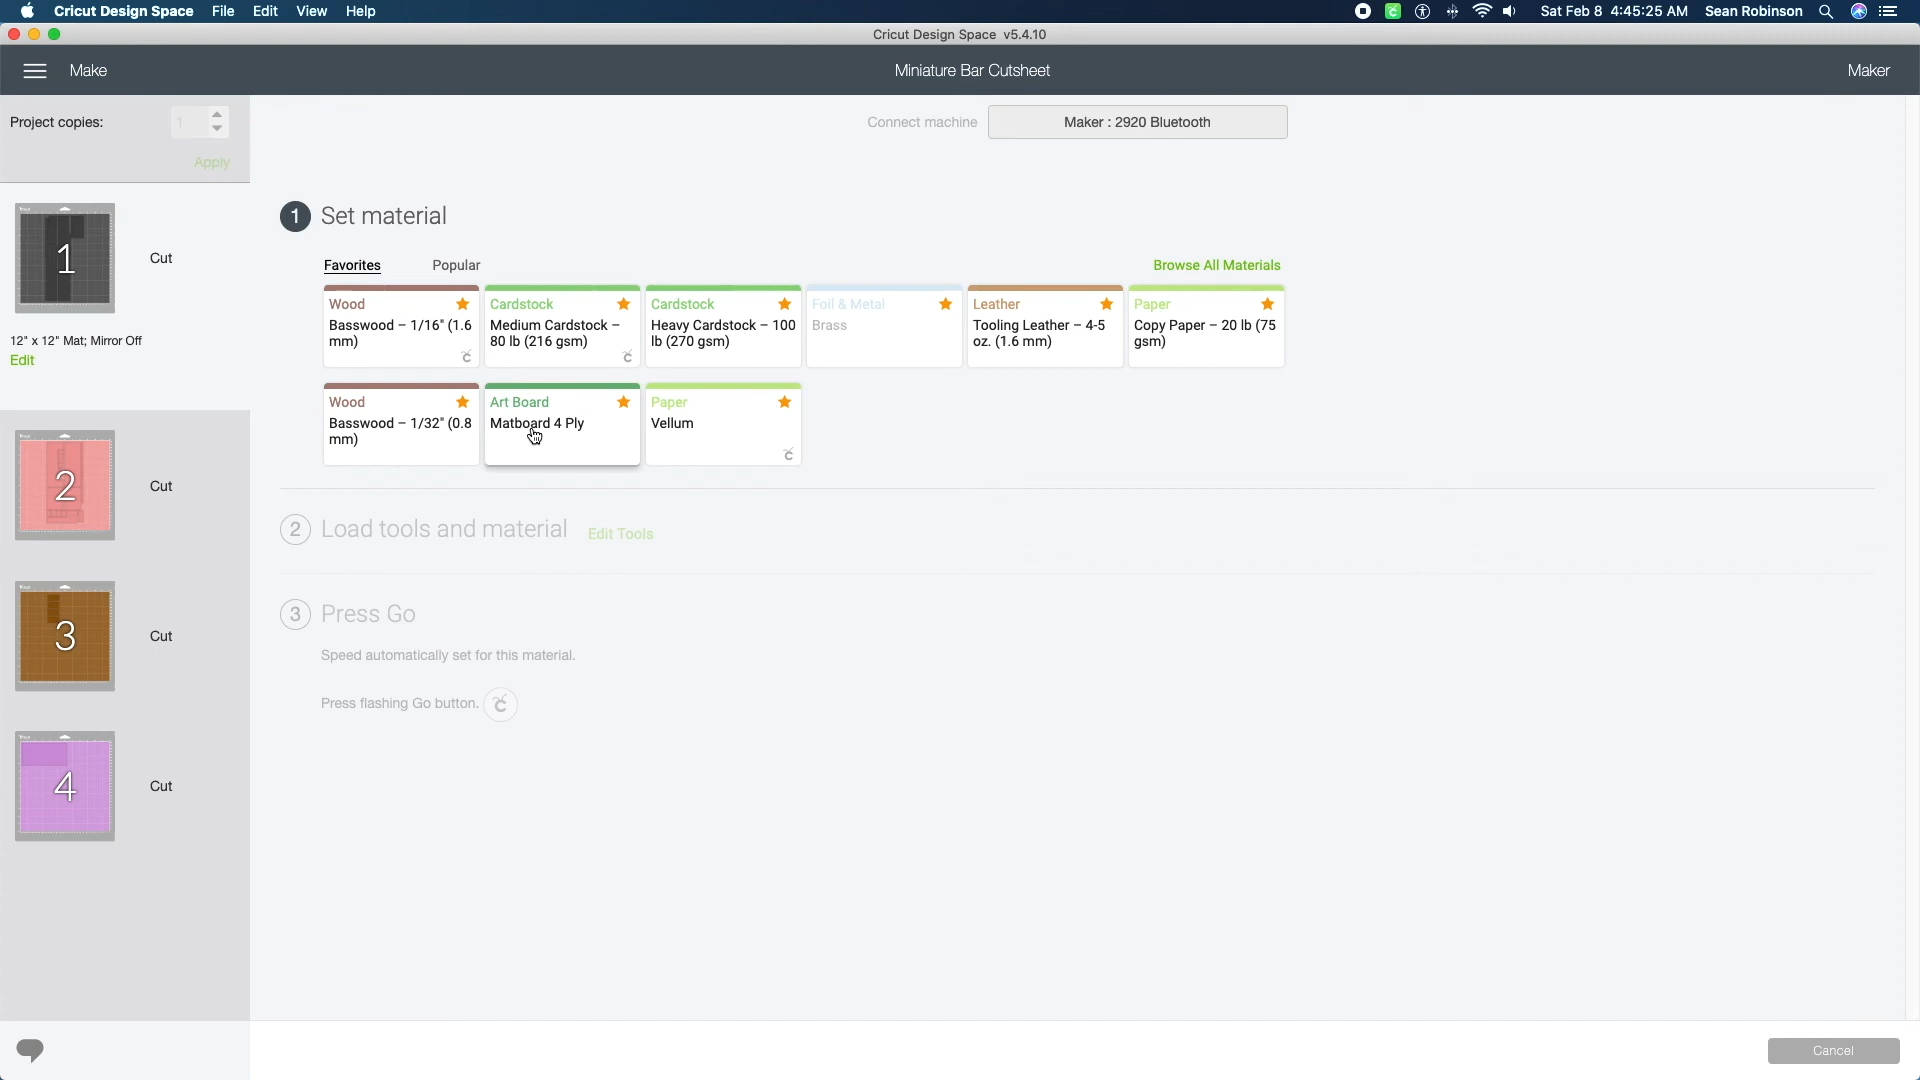 Cricut Design Space File Edit View Help Sat Feb 8 4:45:25 AM Sean Robinson
Cricut Design Space v5.4.10
Make Miniature Bar Cutsheet Maker
Project copies: 1
Apply
Connect machine Maker : 2920 Bluetooth
1 Set material
Favorites Popular Browse All Materials
Wood
Basswood – 1/16" (1.6
mm)
Cardstock
Medium Cardstock –
80 lb (216 gsm)
Cardstock
Heavy Cardstock – 100
lb (270 gsm)
Foil & Metal
Brass
Leather
Tooling Leather – 4-5
oz. (1.6 mm)
Paper
Copy Paper – 20 lb (75
gsm)
Wood
Basswood – 1/32" (0.8
mm)
Art Board
Matboard 4 Ply
Paper
Vellum
1 Cut
12" x 12" Mat; Mirror Off
Edit
2 Cut
3 Cut
4 Cut
2 Load tools and material Edit Tools
3 Press Go
Speed automatically set for this material.
Press flashing Go button.
Cancel